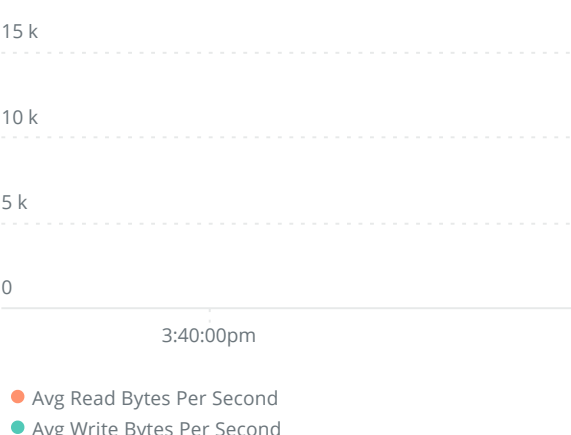 15 k
10 k
5 k
0
3:40:00pm
Avg Read Bytes Per Second
Avg Write Bytes Per Second